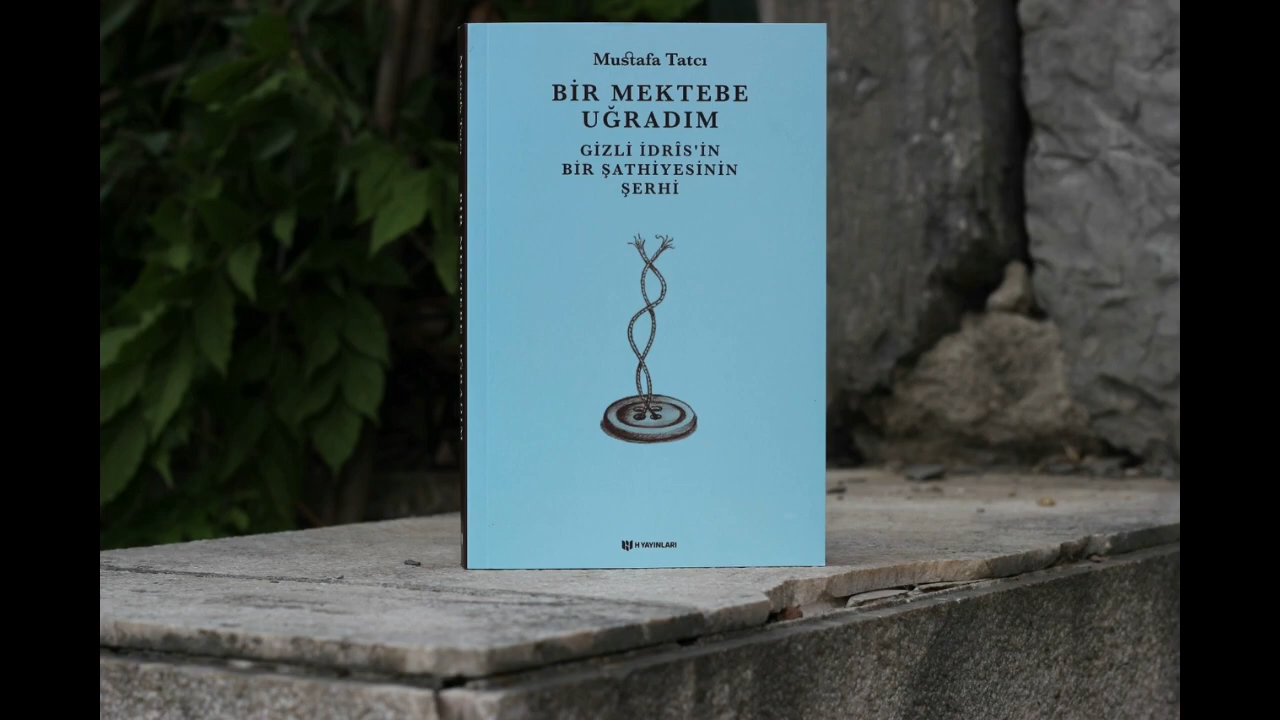 Mustafa Tatcı
BİR MEKTEBE
UĞRADIM
GİZLİ İDRÎS'İN
BİR ŞATHİYESİNİN
ŞERHİ
H YAYINLARI